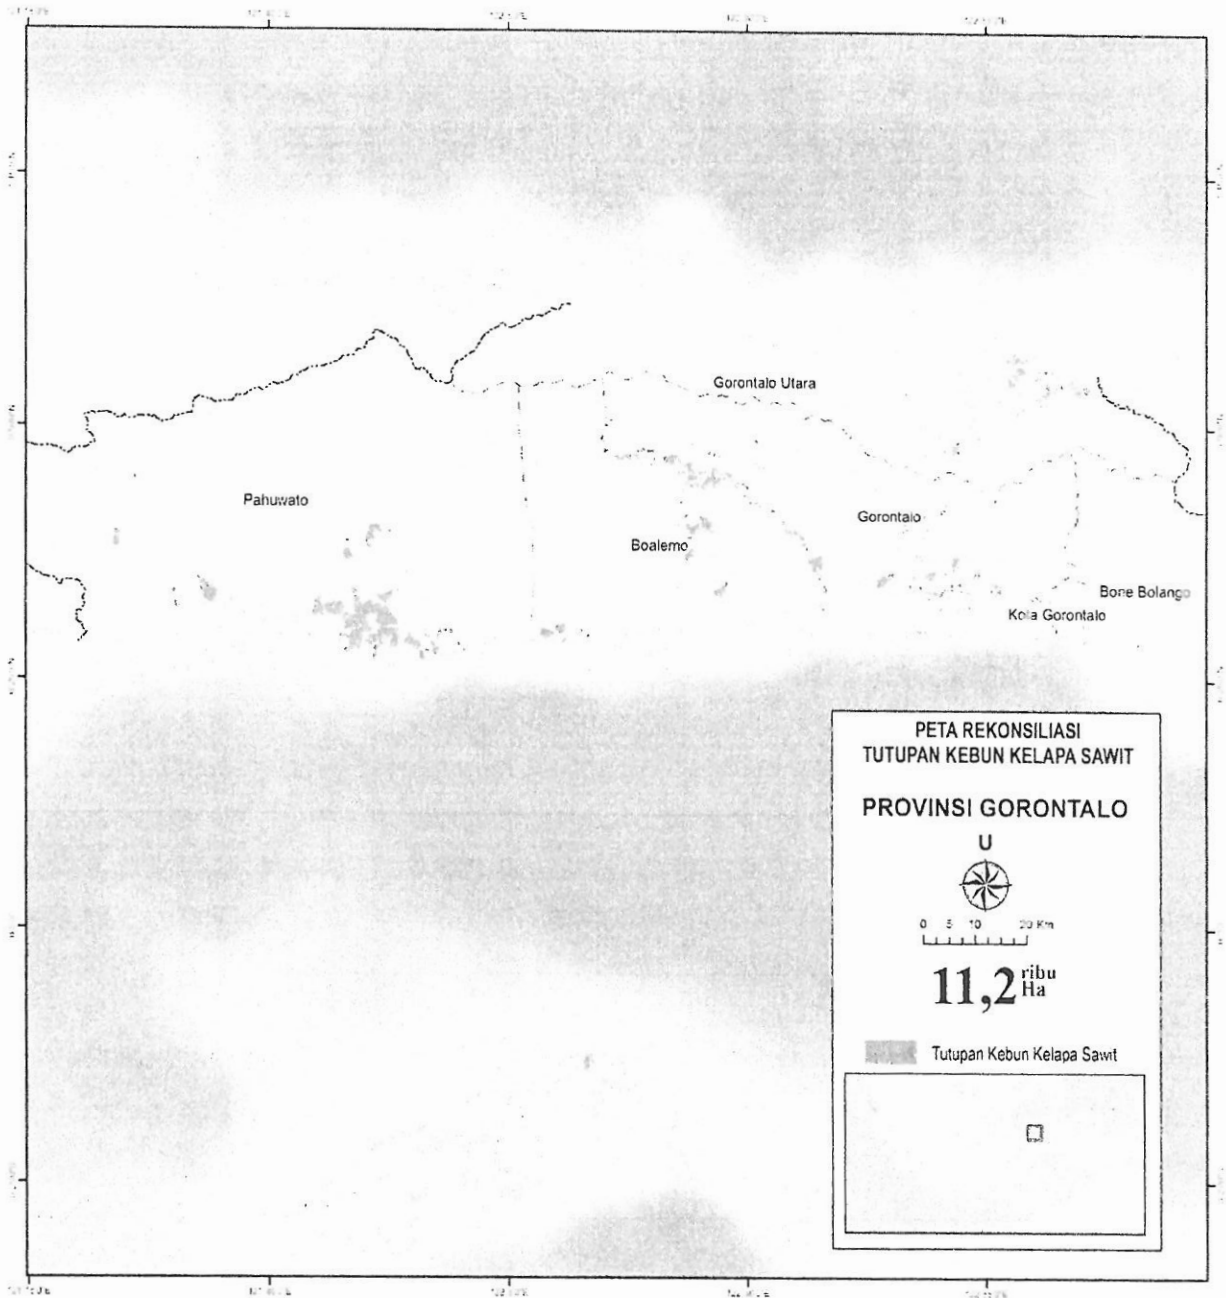 Gorontalo Utara
Pahuwato
Gorontalo
Boalemo
Bone Bolango
Kota Gorontalo
PETA REKONSILIASI
TUTUPAN KEBUN KELAPA SAWIT
PROVINSI GORONTALO
U
0 5 10 20 Km
11,2 ribu Ha
Tutupan Kebun Kelapa Sawit